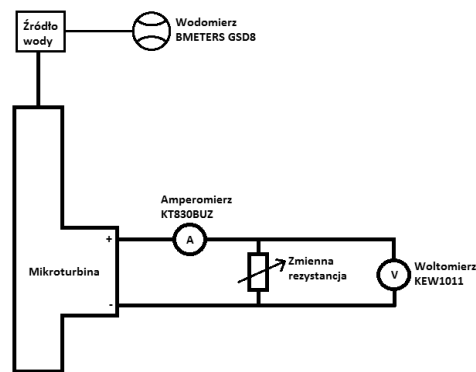 Źródło
wody
Wodomierz
BMETERS GSD8
Amperomierz
KT830BUZ
A
+
Mikroturbina
-
Zmienna
rezystancja
V
Woltomierz
KEW1011